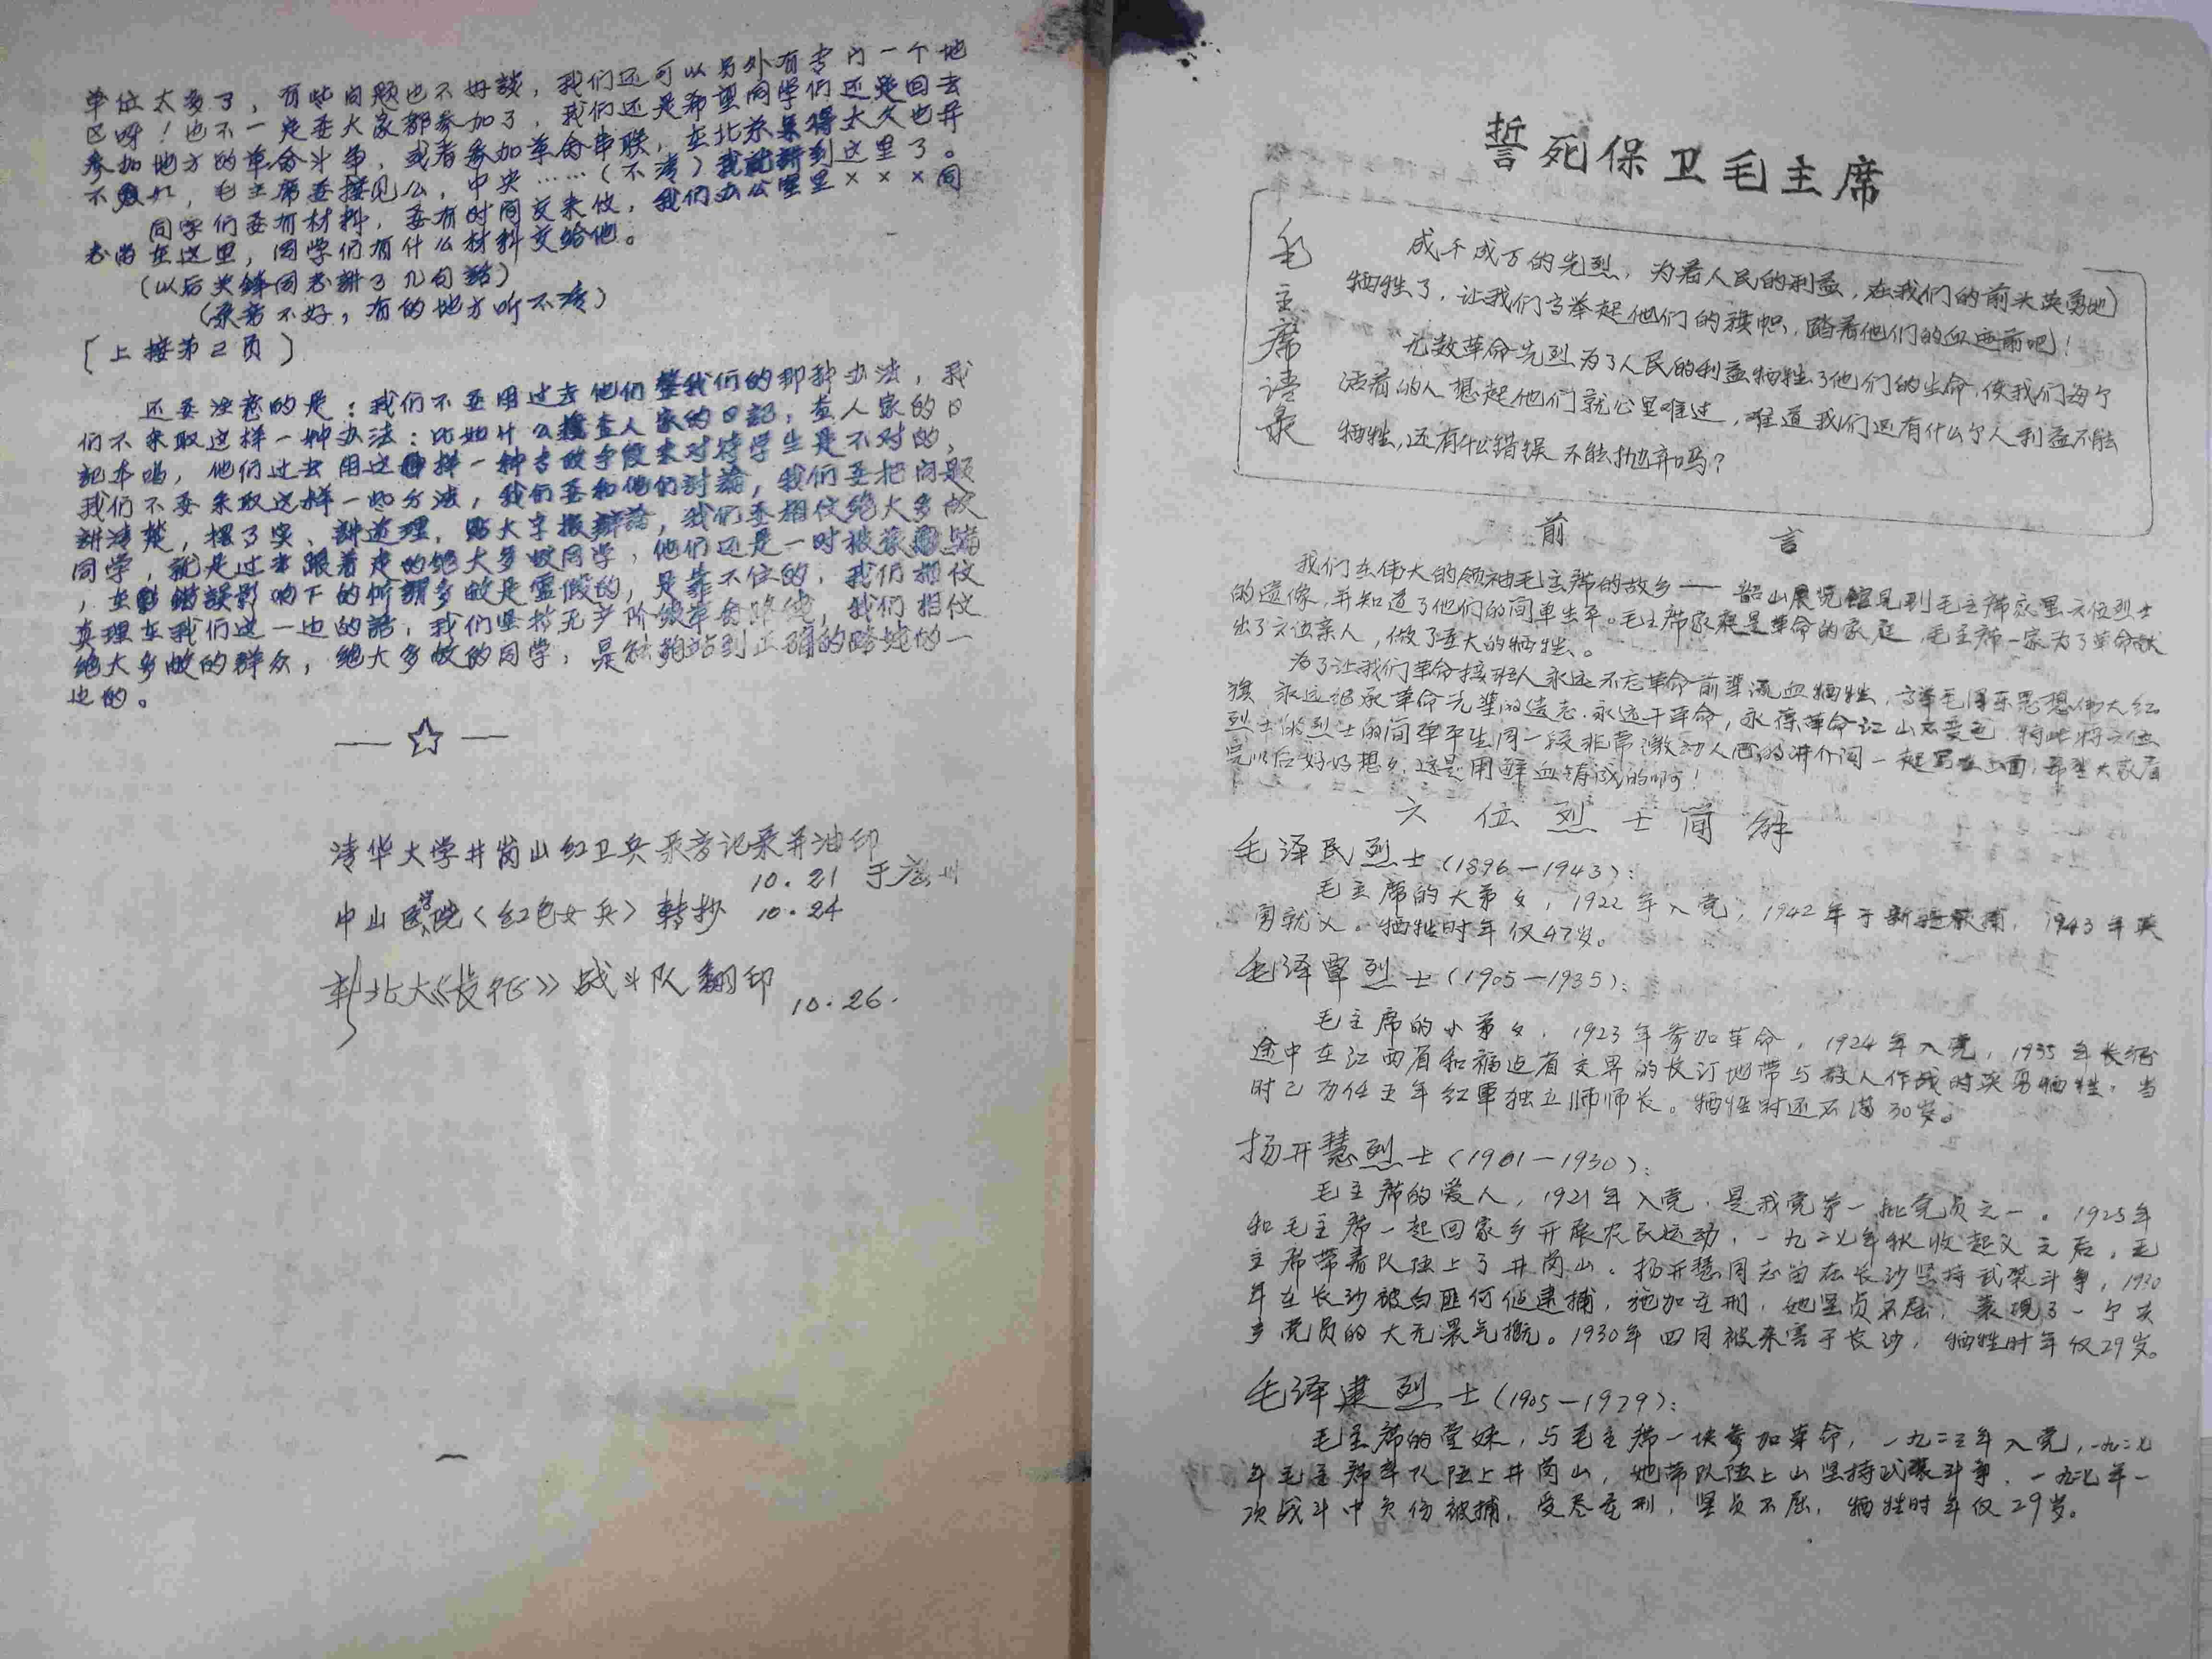 单位太多了，有些问题也不好谈，我们还可以另外有专门一个地
区呀！也不一定要大家都参加了，我们还是希望同学们还是回去
参加地方的革命斗争，或者参加革命串联，在北京呆得太久也并
不，毛主席要接见么，中央……（不清）我就讲到这里了。
同学们要有材料，要有时间交来伩，我们办公室里×××同
志尚在这里，同学们有什么材料交给他。
（以后关锋同志讲了几句話）
（录音不好，有的地方听不清）
〔上接第2页〕
还要注意的是：我们不要用过去他们整我们的那种办法，我
们不采取这样一种办法：比如什么搜查人家的日記，查人家的日
記本啦，他们过去用这样一种专政手段来对待学生是不对的，
我们不要采取这样一些办法，我们要和他们討論，我们要把问题
讲清楚，摆事实、讲道理，贴大字报辯論，我们要相伩绝大多数
同学，就是过去跟着走的绝大多数同学，他们还是一时被蒙
，在錯誤影响下的所謂多数是虚假的，是靠不住的，我们相伩
真理在我们这一边的話，我们坚持无产阶级革命路线，我们相伩
绝大多数的群众，绝大多数的同学，是能夠站到正确的路线的一
边的。
—☆—
清华大学井岗山红卫兵录音记录并油印
10.21 于
中山医学院〈红色女兵〉转抄 10.24
新北大《长征》战斗队翻印 10.26.
誓死保卫毛主席
毛主席语录
成千成万的先烈，为着人民的利益，在我们的前头英勇地
牺牲了，让我们高举起他们的旗帜，踏着他们的血迹前进吧！
无数革命先烈为了人民的利益牺牲了他们的生命，使我们每个
活着的人想起他们就心里难过，难道我们还有什么个人利益不能
牺牲，还有什么错误不能抛弃吗？
前言
我们在伟大的领袖毛主席的故乡——韶山展览館見到毛主席家里六位烈士
的遗像，并知道了他们的简单生平。毛主席家庭是革命的家庭，毛主席一家为了革命献
出了六位亲人，做了重大的牺牲。
为了让我们革命接班人永远不忘革命前辈流血牺牲，高举毛泽东思想伟大红
旗 永远继承革命先辈的遗志．永远干革命，永保革命江山不变色．特此将六位
烈士的烈士的简单平生同一段非常激动人心的讲介词一起写在下面，希望大家看
完以后好好想々．这是用鲜血铸成的啊！
六位烈士简介
毛泽民烈士（1896—1943）：
毛主席的大弟々，1922年入党，1942年于新疆被捕，1943年英
勇就义。牺牲时年仅47岁。
毛泽覃烈士（1905—1935）：
毛主席的小弟々，1923年参加革命，1924年入党，1935年长征
途中在江西省和福建省交界的长汀地带与敌人作战时英勇牺牲，当
时已历任五年红军独立师师长。牺牲时还不满30岁。
扬开慧烈士（1901—1930）：
毛主席的爱人，1921年入党．是我党第一批党员之一。1925年
和毛主席一起回家乡开展农民运动，一九二七年秋收起义之后，毛
主席带着队伍上了井岗山。扬开慧同志留在长沙坚持武装斗争，1930
年在长沙被白匪何健逮捕，施加重刑，她坚贞不屈，表现了一个共
产党员的大无畏气概。1930年四月被杀害于长沙，牺牲时年仅29岁。
毛泽建烈士（1905—1929）：
毛主席的堂妹，与毛主席一块参加革命，一九二三年入党，一九二七
年毛主席率队伍上井岗山，她带队伍上山坚持武装斗争，一九二七年一
次战斗中负伤被捕，受尽重刑，坚贞不屈，牺牲时年仅29岁。